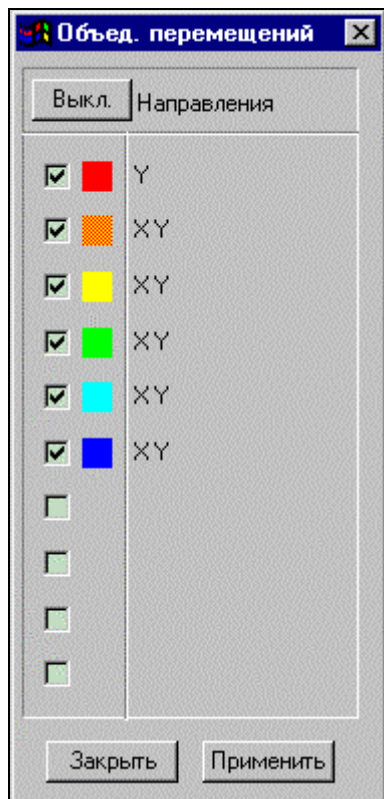 Объед. перемещений
Выкл. Направления
Y
XY
XY
XY
XY
XY
Закрыть Применить